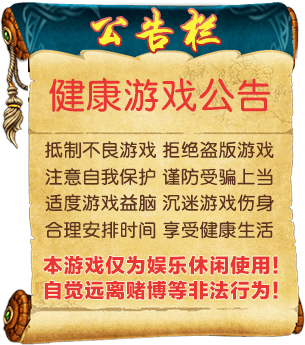 公告栏
健康游戏公告
抵制不良游戏 拒绝盗版游戏
注意自我保护 谨防受骗上当
适度游戏益脑 沉迷游戏伤身
合理安排时间 享受健康生活
本游戏仅为娱乐休闲使用!
自觉远离赌博等非法行为!